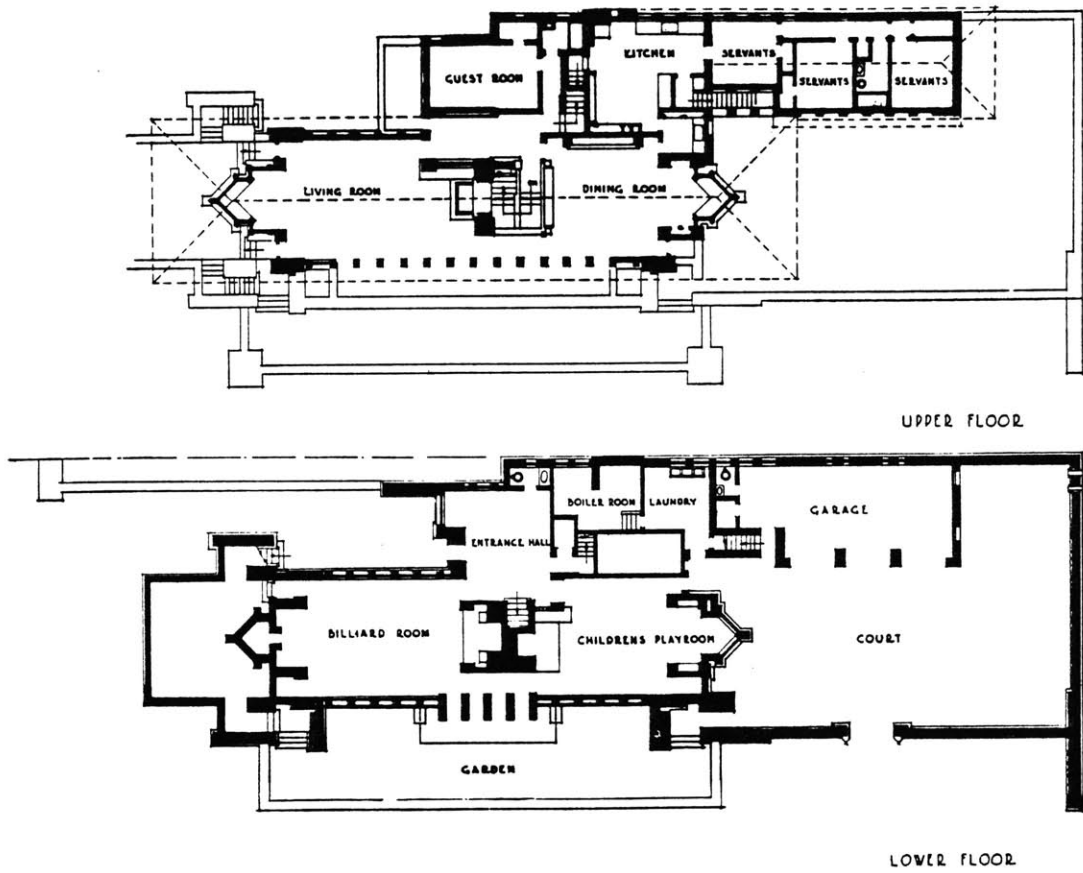 KITCHEN
SERVANTS
GUEST ROOM
SERVANTS
SERVANTS
LIVING ROOM
DINING ROOM
UPPER FLOOR
BOILER ROOM
LAUNDRY
GARAGE
ENTRANCE HALL
BILLIARD ROOM
CHILDRENS PLAYROOM
COURT
GARDEN
LOWER FLOOR